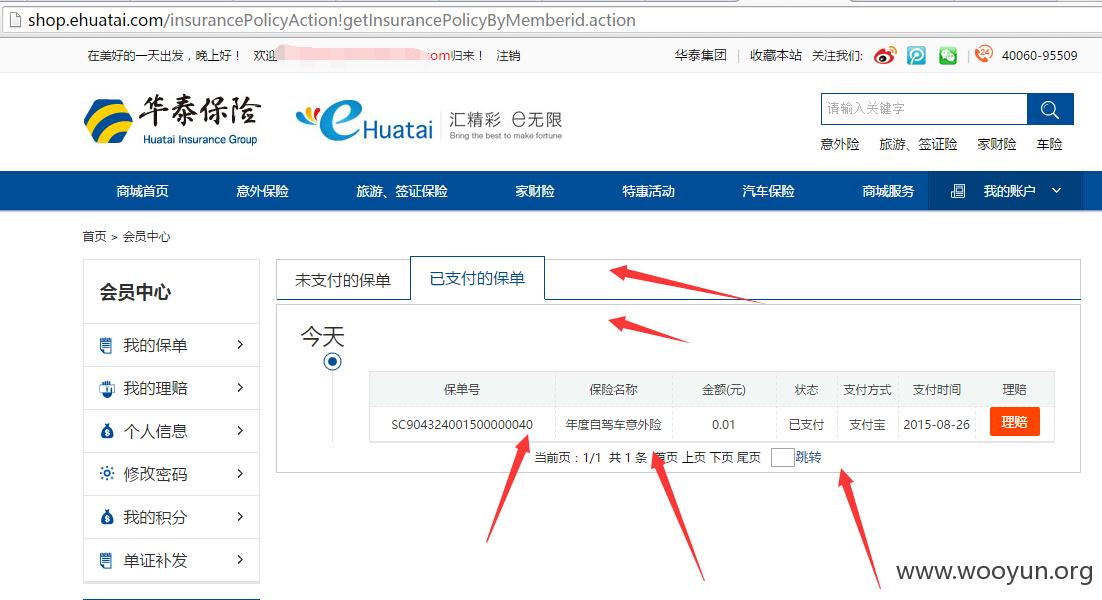 shop.ehuatai.com/insurancePolicyAction!getInsurancePolicyByMemberid.action
在美好的一天出发，晚上好！ 欢迎 om归来！ 注销 华泰集团 | 收藏本站 关注我们: 24 40060-95509
华泰保险
Huatai Insurance Group
eHuatai
汇精彩 e无限
Bring the best to make fortune
请输入关键字
意外险 旅游、签证险 家财险 车险
商城首页 意外保险 旅游、签证保险 家财险 特惠活动 汽车保险 商城服务 我的账户
首页 > 会员中心
会员中心
我的保单
我的理赔
个人信息
修改密码
我的积分
单证补发
未支付的保单 已支付的保单
今天
保单号 保险名称 金额(元) 状态 支付方式 支付时间 理赔
SC904324001500000040 年度自驾车意外险 0.01 已支付 支付宝 2015-08-26 理赔
当前页：1/1 共 1 条 首页 上页 下页 尾页 跳转
www.wooyun.org